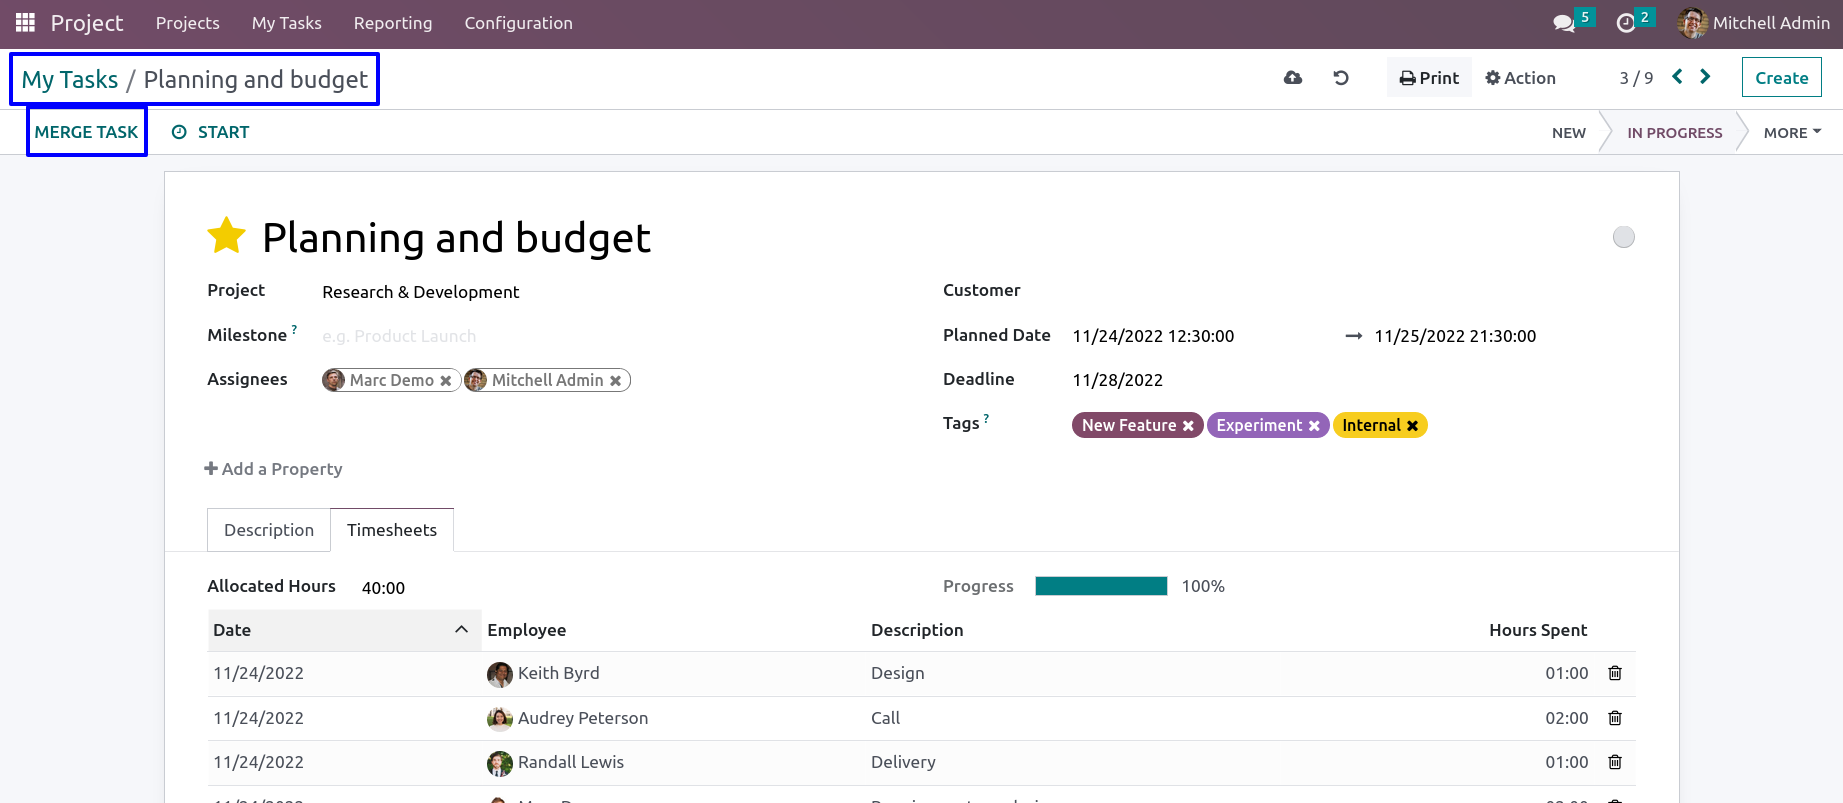 Project Projects My Tasks Reporting Configuration 5 2 Mitchell Admin
My Tasks / Planning and budget Print Action 3 / 9 Create
MERGE TASK START NEW IN PROGRESS MORE
Planning and budget
Project Research & Development Customer
Milestone ? e.g. Product Launch Planned Date 11/24/2022 12:30:00 → 11/25/2022 21:30:00
Assignees Marc Demo Mitchell Admin Deadline 11/28/2022
Tags ? New Feature Experiment Internal
Add a Property
Description Timesheets
Allocated Hours 40:00 Progress 100%
Date Employee Description Hours Spent
11/24/2022 Keith Byrd Design 01:00
11/24/2022 Audrey Peterson Call 02:00
11/24/2022 Randall Lewis Delivery 01:00